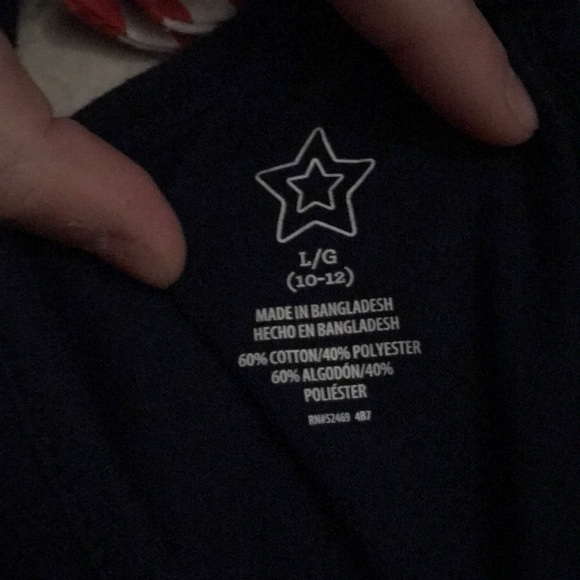 L/G
(10-12)
MADE IN BANGLADESH
HECHO EN BANGLADESH
60% COTTON/40% POLYESTER
60% ALGODÓN/40%
POLIÉSTER
RN#52469 4B7